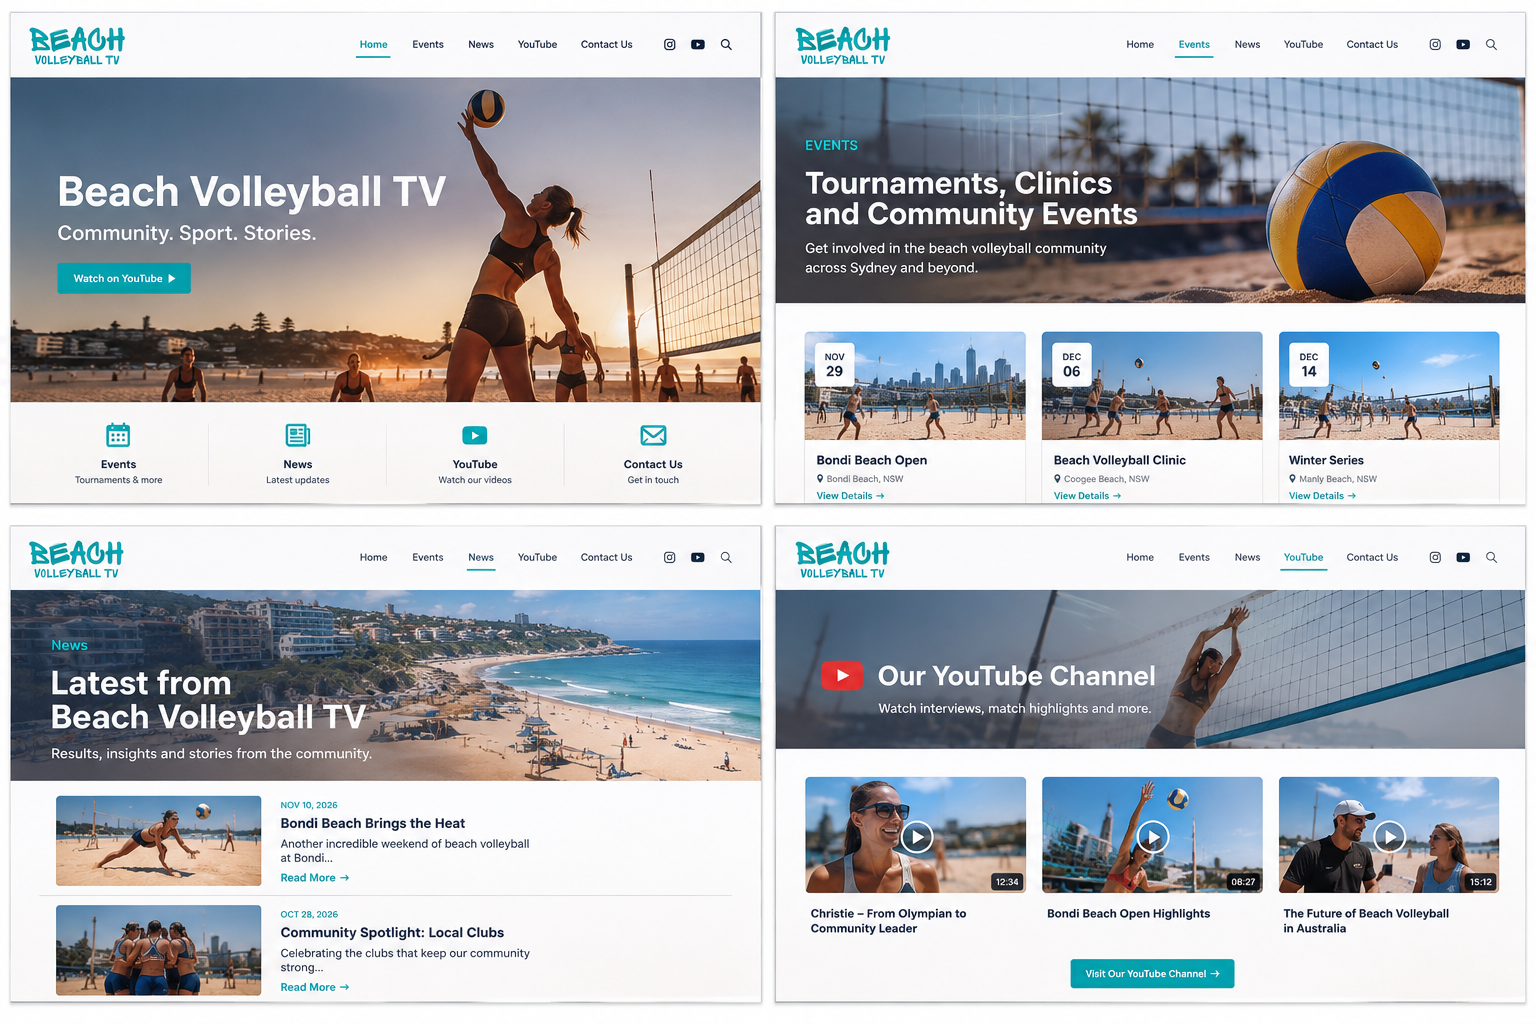 BEACH
VOLLEYBALL TV
Home Events News YouTube Contact Us
Beach Volleyball TV
Community. Sport. Stories.
Watch on YouTube
Events
Tournaments & more
News
Latest updates
YouTube
Watch our videos
Contact Us
Get in touch
BEACH
VOLLEYBALL TV
Home Events News YouTube Contact Us
EVENTS
Tournaments, Clinics
and Community Events
Get involved in the beach volleyball community
across Sydney and beyond.
NOV
29
Bondi Beach Open
Bondi Beach, NSW
View Details →
DEC
06
Beach Volleyball Clinic
Coogee Beach, NSW
View Details →
DEC
14
Winter Series
Manly Beach, NSW
View Details →
BEACH
VOLLEYBALL TV
Home Events News YouTube Contact Us
News
Latest from
Beach Volleyball TV
Results, insights and stories from the community.
NOV 10, 2026
Bondi Beach Brings the Heat
Another incredible weekend of beach volleyball
at Bondi...
Read More →
OCT 28, 2026
Community Spotlight: Local Clubs
Celebrating the clubs that keep our community
strong...
Read More →
BEACH
VOLLEYBALL TV
Home Events News YouTube Contact Us
Our YouTube Channel
Watch interviews, match highlights and more.
12:34
Christie – From Olympian to
Community Leader
08:27
Bondi Beach Open Highlights
15:12
The Future of Beach Volleyball
in Australia
Visit Our YouTube Channel →